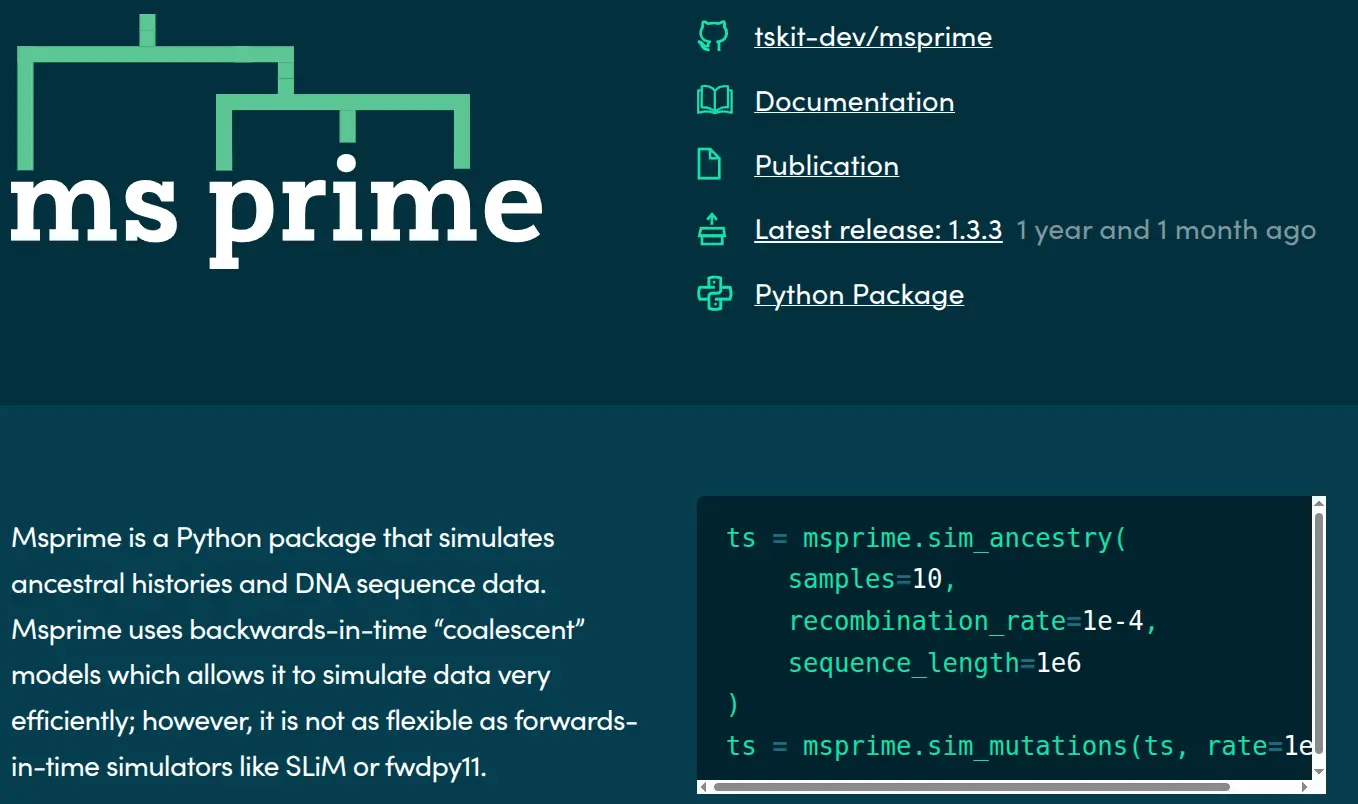 ms prime
tskit-dev/msprime
Documentation
Publication
Latest release: 1.3.3 1 year and 1 month ago
Python Package
Msprime is a Python package that simulates
ancestral histories and DNA sequence data.
Msprime uses backwards-in-time “coalescent”
models which allows it to simulate data very
efficiently; however, it is not as flexible as forwards-
in-time simulators like SLiM or fwdpy11.
ts = msprime.sim_ancestry(
    samples=10,
    recombination_rate=1e-4,
    sequence_length=1e6
)
ts = msprime.sim_mutations(ts, rate=1e